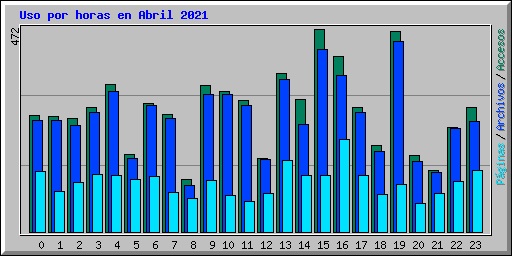 Uso por horas en Abril 2021
472
Páginas / Archivos / Accesos
0 1 2 3 4 5 6 7 8 9 10 11 12 13 14 15 16 17 18 19 20 21 22 23